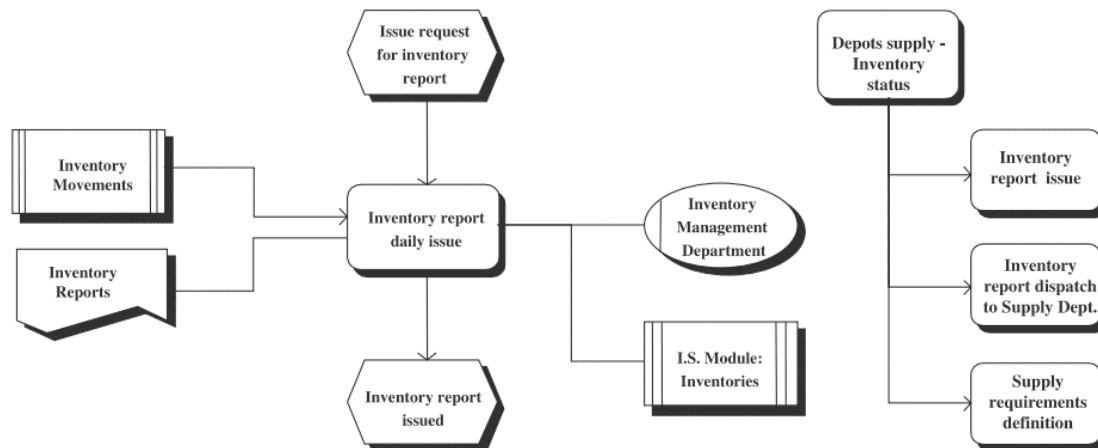 Issue request
for inventory
report
Depots supply -
Inventory
status
Inventory
Movements
Inventory
report issue
Inventory report
daily issue
Inventory
Management
Department
Inventory
Reports
Inventory
report dispatch
to Supply Dept.
I.S. Module:
Inventories
Inventory report
issued
Supply
requirements
definition